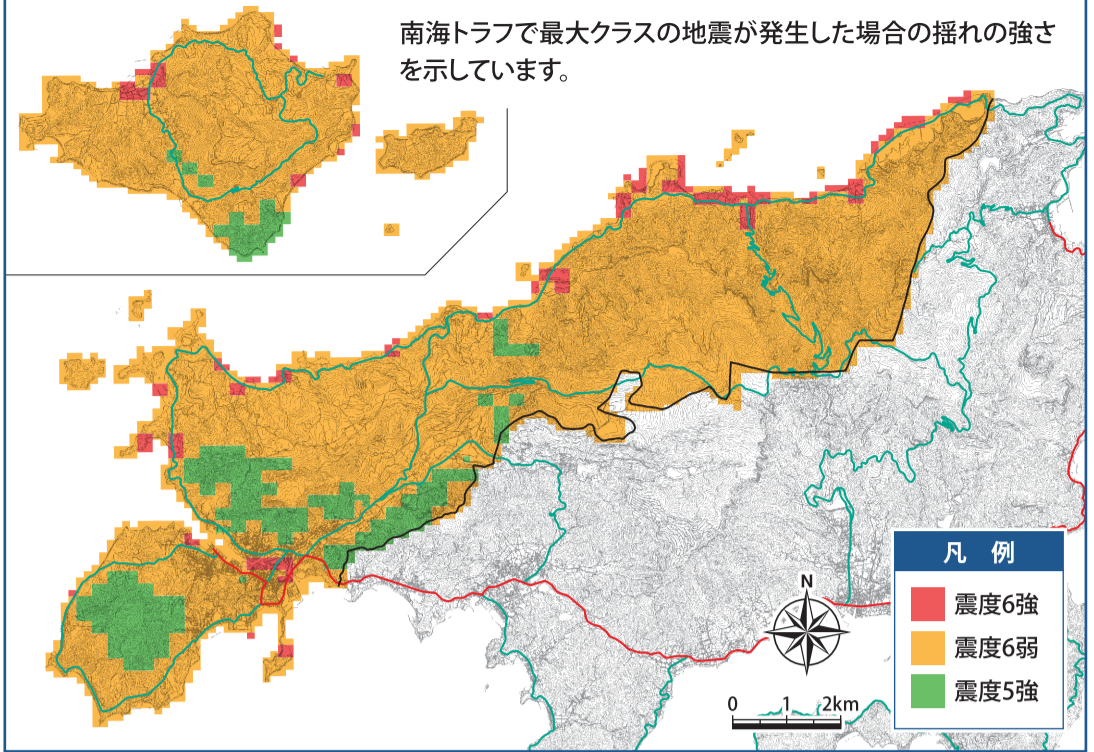 南海トラフで最大クラスの地震が発生した場合の揺れの強さ
を示しています。
N
0 1 2km
凡 例
震度6強
震度6弱
震度5強